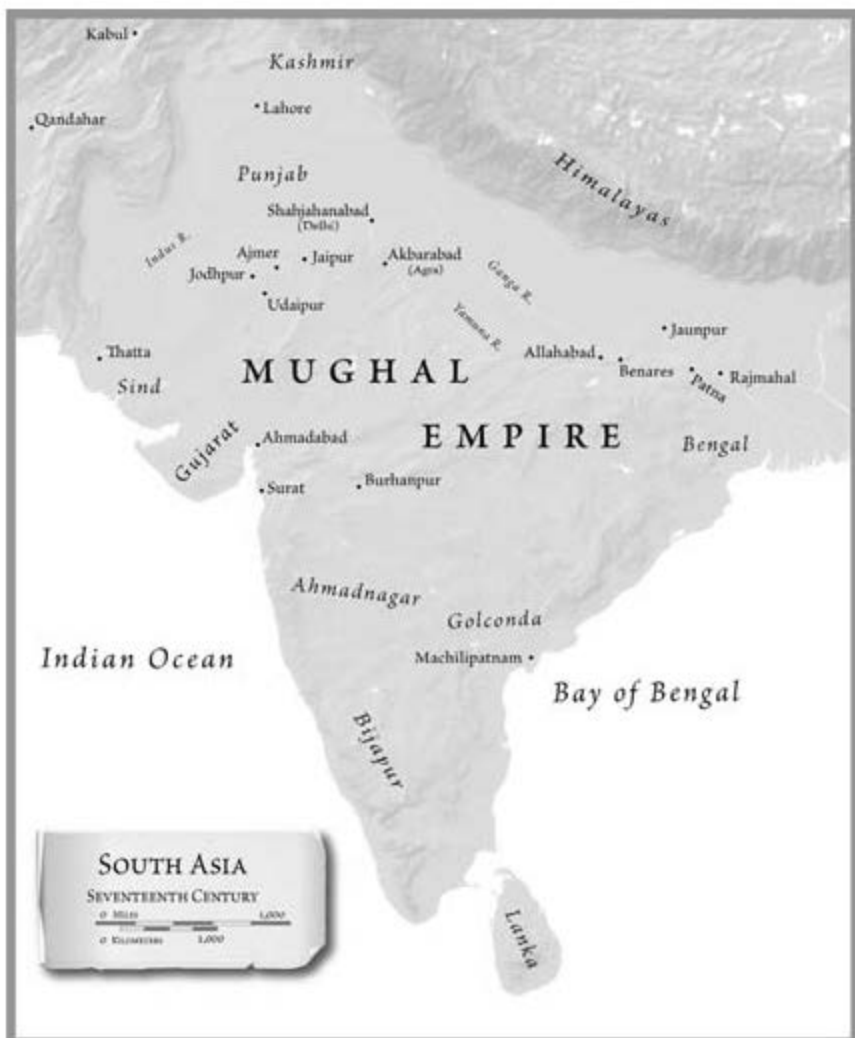 Kabul
Kashmir
Lahore
Qandahar
Himalayas
Punjab
Shahjahanabad
(Delhi)
Indus R.
Ajmer
Jaipur
Akbarabad
(Agra)
Ganga R.
Jodhpur
Udaipur
Yamuna R.
Jaunpur
Thatta
Allahabad
Benares
Patna
Rajmahal
Sind
MUGHAL
EMPIRE
Gujarat
Ahmadabad
Bengal
Surat
Burhanpur
Ahmadnagar
Golconda
Indian Ocean
Machilipatnam
Bay of Bengal
Bijapur
SOUTH ASIA
SEVENTEENTH CENTURY
0 MILES 1,000
0 KILOMETERS 1,000
Lanka